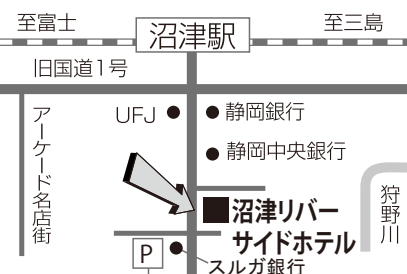 至富士
沼津駅
至三島
旧国道1号
UFJ
静岡銀行
静岡中央銀行
アーケード名店街
狩野川
沼津リバー
サイドホテル
P
スルガ銀行